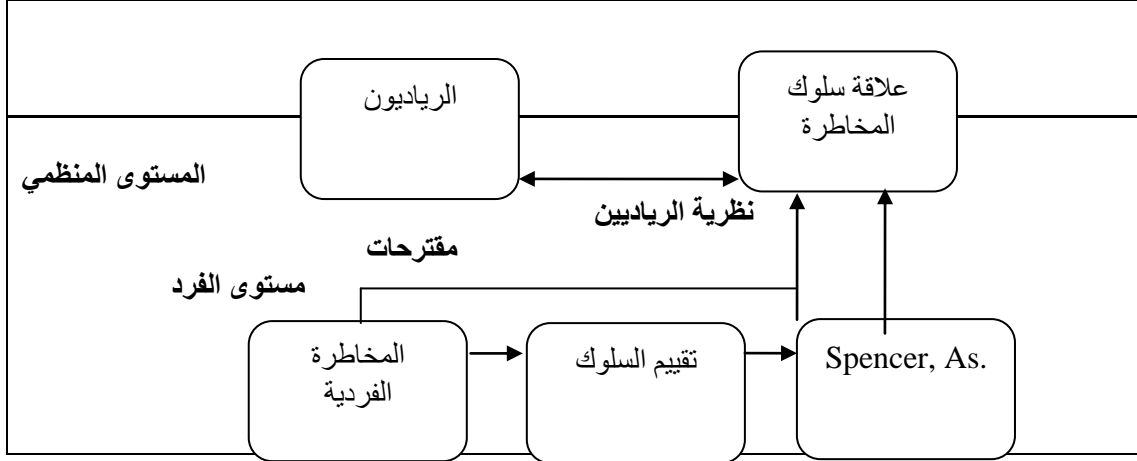 الرياديون
علاقة سلوك
المخاطرة
المستوى المنظمي
نظرية الرياديين
مقترحات
مستوى الفرد
المخاطرة
الفردية
تقييم السلوك
Spencer, As.